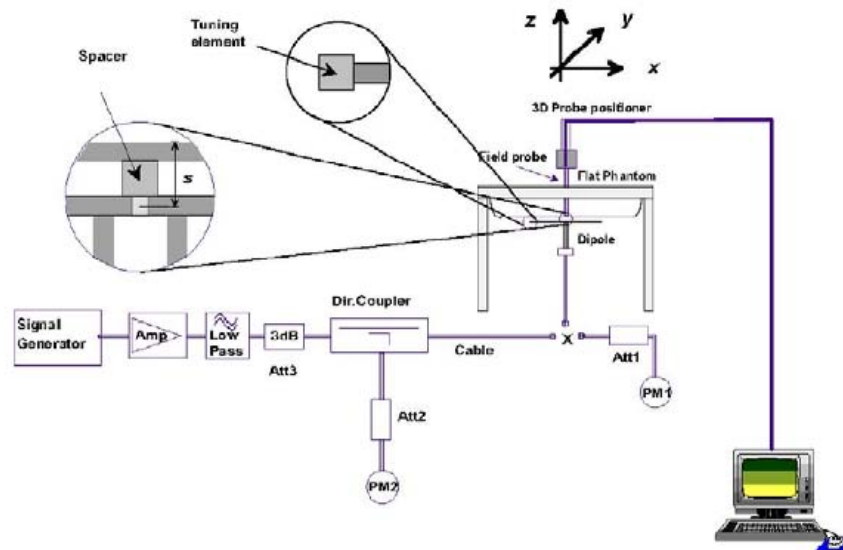 Tuning
element
Spacer
s
z
y
x
3D Probe positioner
Field probe
Flat Phantom
Dipole
Signal
Generator
Amp
Low
Pass
3dB
Att3
Dir.Coupler
Cable
X
Att1
PM1
Att2
PM2